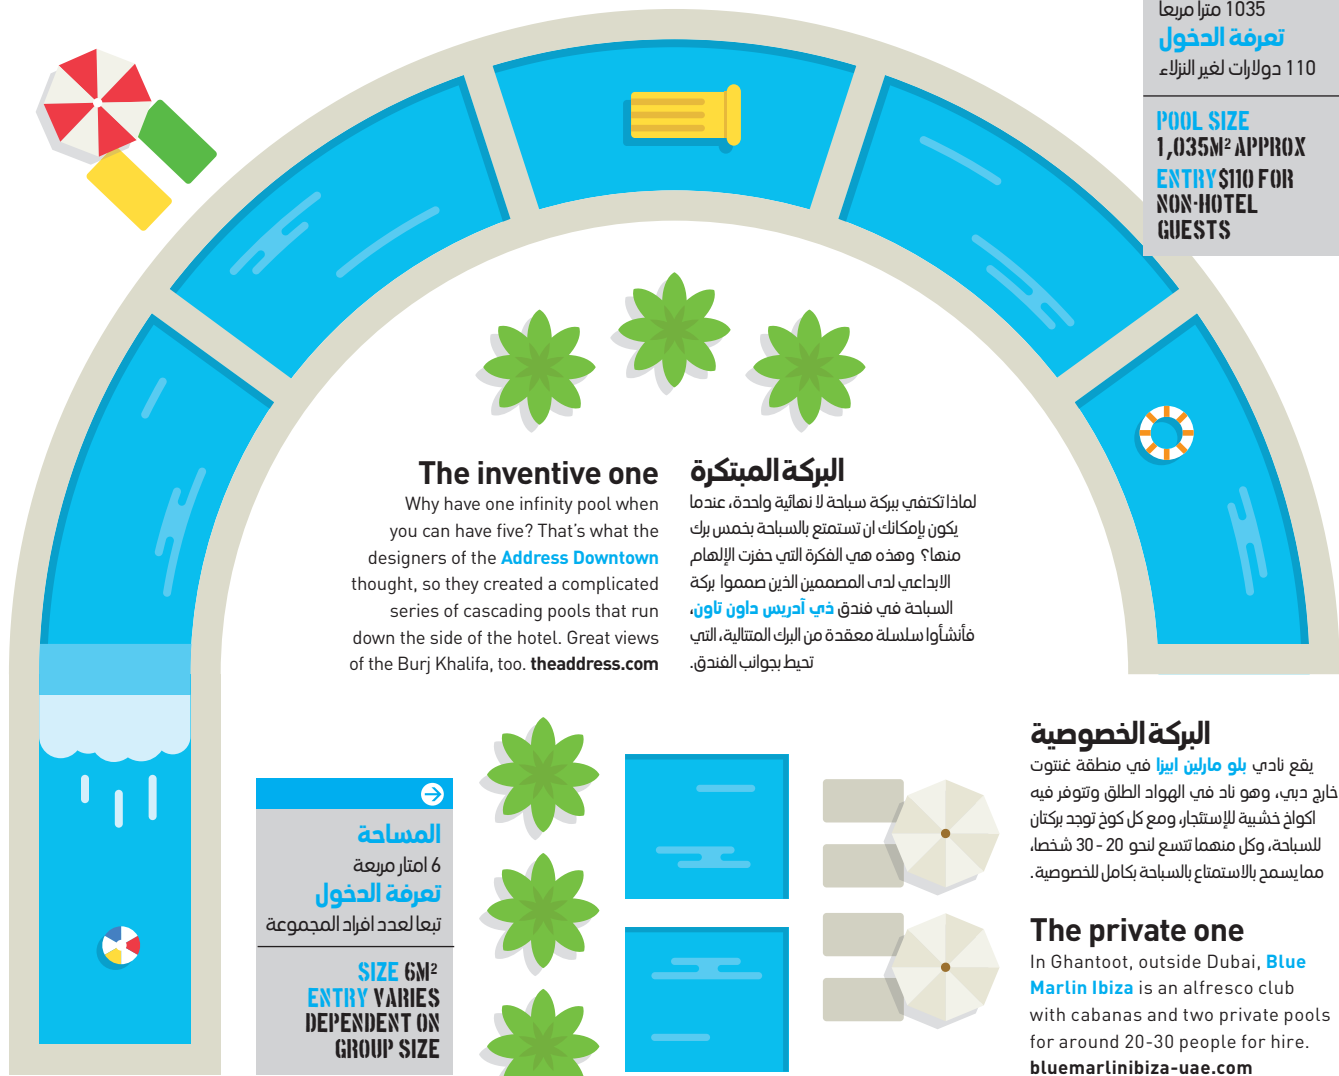 1035 مترا مربعا
تعرفة الدخول
110 دولارات لغير النزلاء
POOL SIZE
1,035M² APPROX
ENTRY $110 FOR
NON-HOTEL
GUESTS
The inventive one
Why have one infinity pool when
you can have five? That's what the
designers of the Address Downtown
thought, so they created a complicated
series of cascading pools that run
down the side of the hotel. Great views
of the Burj Khalifa, too. theaddress.com
البركة المبتكرة
لماذا تكتفي ببركة سباحة لا نهائية واحدة، عندما
يكون بإمكانك ان تستمتع بالسباحة بخمس برك
منها؟ وهذه هي الفكرة التي حفزت الإلهام
الابداعي لدى المصممين الذين صمموا بركة
السباحة في فندق ذي آدريس داون تاون،
فأنشأوا سلسلة معقدة من البرك المتتالية، التي
تحيط بجوانب الفندق.
المساحة
6 امتار مربعة
تعرفة الدخول
تبعا لعدد افراد المجموعة
SIZE 6M²
ENTRY VARIES
DEPENDENT ON
GROUP SIZE
البركة الخصوصية
يقع نادي بلو مارلين ابيزا في منطقة غنتوت
خارج دبي، وهو ناد في الهواد الطلق وتتوفر فيه
اكواخ خشبية للإستئجار، ومع كل كوخ توجد بركتان
للسباحة، وكل منهما تتسع لنحو 20 - 30 شخصا،
مما يسمح بالاستمتاع بالسباحة بكامل الخصوصية.
The private one
In Ghantoot, outside Dubai, Blue
Marlin Ibiza is an alfresco club
with cabanas and two private pools
for around 20-30 people for hire.
bluemarlinibiza-uae.com